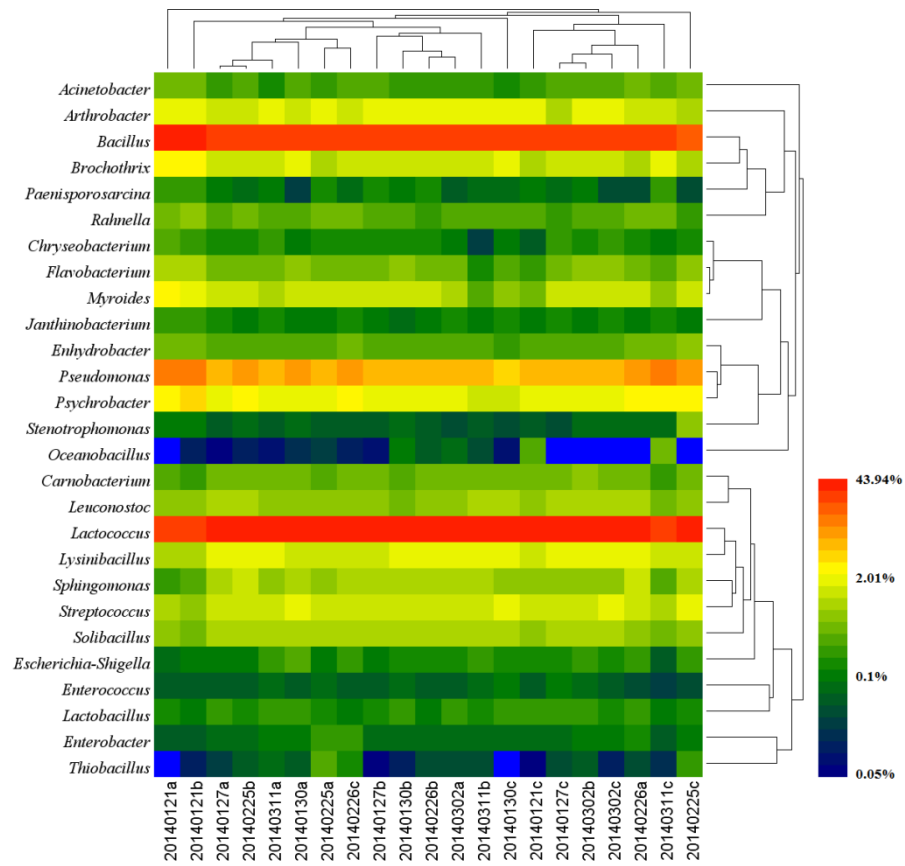 Acinetobacter
Arthrobacter
Bacillus
Brochothrix
Paenisporosarcina
Rahnella
Chryseobacterium
Flavobacterium
Myroides
Janthinobacterium
Enhydrobacter
Pseudomonas
Psychrobacter
Stenotrophomonas
Oceanobacillus
Carnobacterium
Leuconostoc
Lactococcus
Lysinibacillus
Sphingomonas
Streptococcus
Solibacillus
Escherichia-Shigella
Enterococcus
Lactobacillus
Enterobacter
Thiobacillus
43.94%
2.01%
0.1%
0.05%
20140121a
20140121b
20140127a
20140225b
20140311a
20140130a
20140225a
20140226c
20140127b
20140130b
20140226b
20140302a
20140311b
20140130c
20140121c
20140127c
20140302b
20140302c
20140226a
20140311c
20140225c